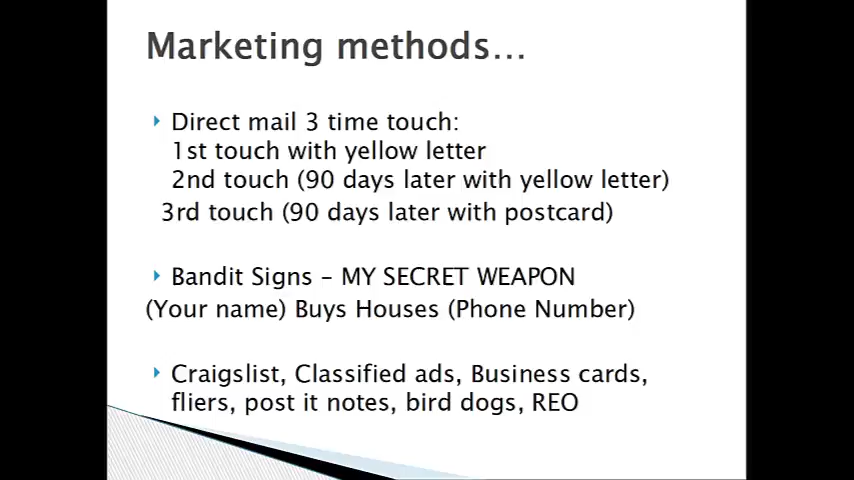 Marketing methods...
Direct mail 3 time touch:
1st touch with yellow letter
2nd touch (90 days later with yellow letter)
3rd touch (90 days later with postcard)
Bandit Signs – MY SECRET WEAPON
(Your name) Buys Houses (Phone Number)
Craigslist, Classified ads, Business cards,
fliers, post it notes, bird dogs, REO